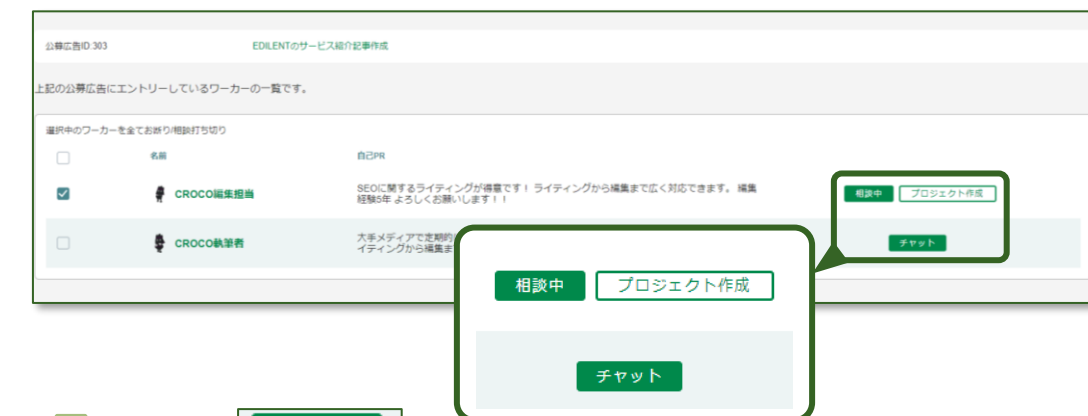 公募広告ID:303 EDILENTのサービス紹介記事作成
上記の公募広告にエントリーしているワーカーの一覧です。
選択中のワーカーを全てお断り/相談打ち切り
名前 自己PR
CROCO編集担当 SEOに関するライティングが得意です！ ライティングから編集まで広く対応できます。 編集
経験5年 よろしくお願いします！！
相談中 プロジェクト作成
CROCO執筆者 大手メディアで定期的
イティングから編集ま
チャット
相談中 プロジェクト作成
チャット